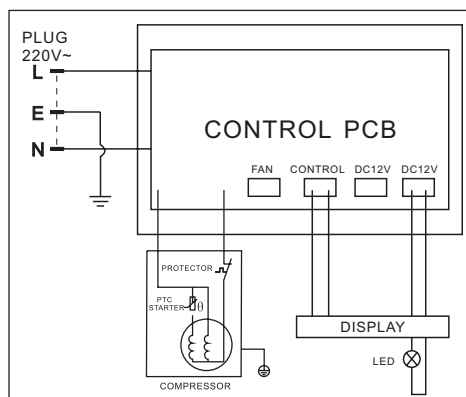 PLUG
220V~
L
E
N
CONTROL PCB
FAN CONTROL DC12V DC12V
PROTECTOR
PTC
STARTER θ
COMPRESSOR
DISPLAY
LED